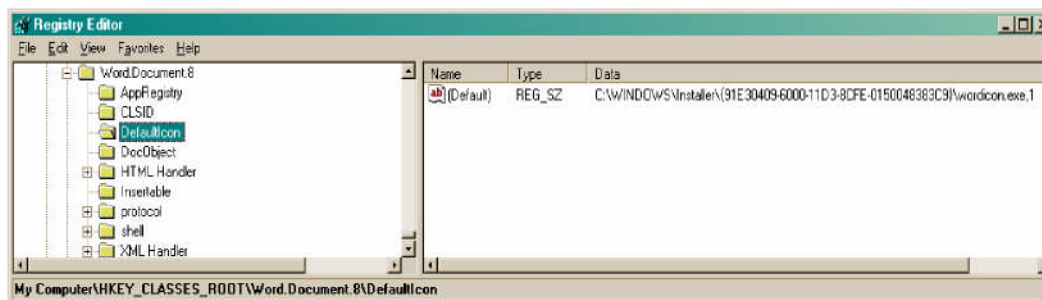 Registry Editor
File Edit View Favorites Help
Word.Document.8
AppRegistry
CLSID
DefaultIcon
DocObject
HTML Handler
Insertable
protocol
shell
XML Handler
Name Type Data
ab (Default) REG_SZ C:\WINDOWS\Installer\{91E30409-6000-11D3-8CFE-0150048383C9}\wordicon.exe,1
My Computer\HKEY_CLASSES_ROOT\Word.Document.8\DefaultIcon